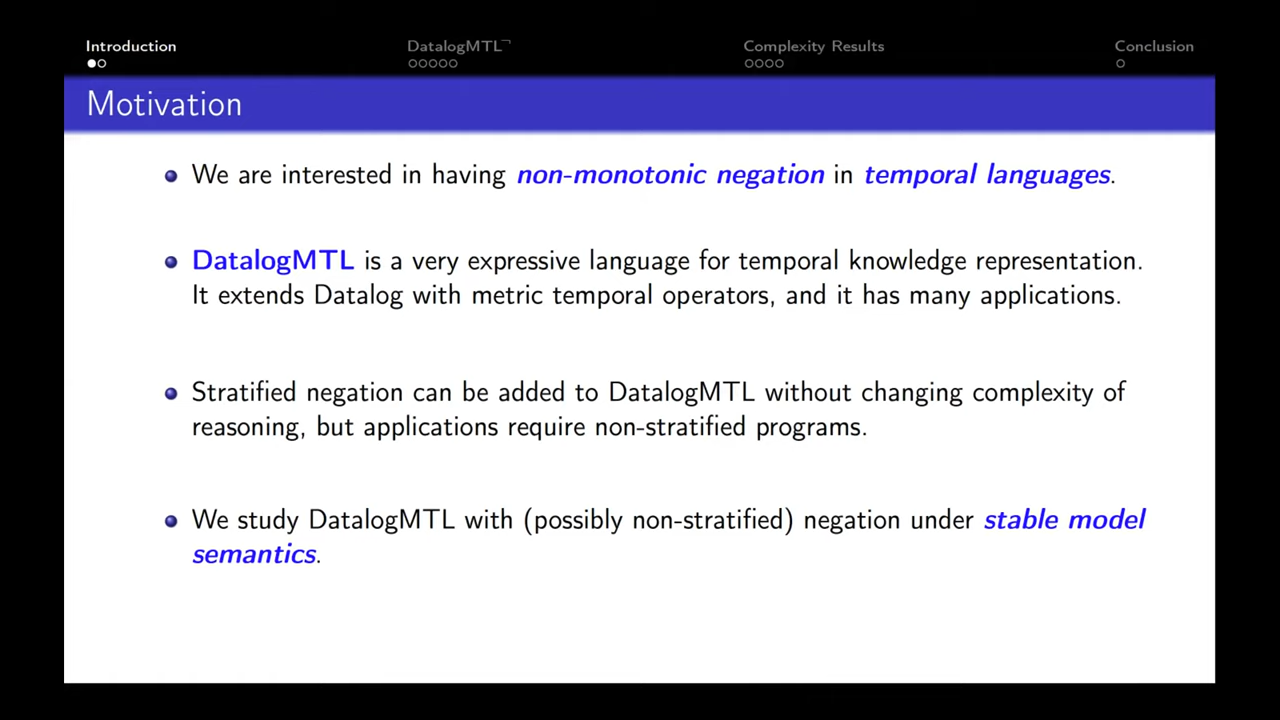 Introduction DatalogMTL¬ Complexity Results Conclusion
Motivation
We are interested in having non-monotonic negation in temporal languages.
DatalogMTL is a very expressive language for temporal knowledge representation.
It extends Datalog with metric temporal operators, and it has many applications.
Stratified negation can be added to DatalogMTL without changing complexity of
reasoning, but applications require non-stratified programs.
We study DatalogMTL with (possibly non-stratified) negation under stable model
semantics.